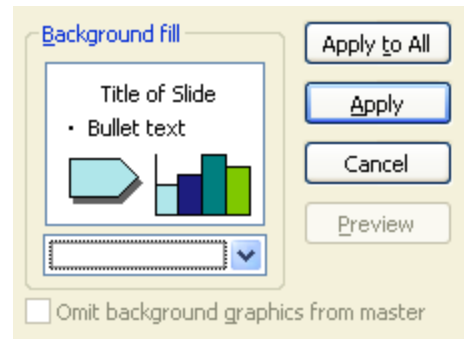 Background fill
Title of Slide
• Bullet text
Apply to All
Apply
Cancel
Preview
Omit background graphics from master